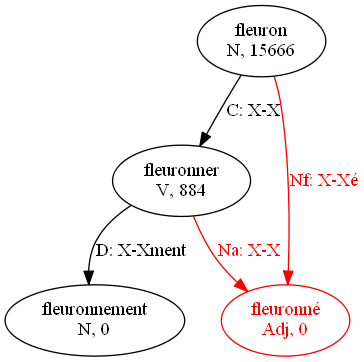 fleuron
N, 15666
C: X-X
fleuronner
V, 884
Nf: X-Xé
D: X-Xment
Na: X-X
fleuronnement
N, 0
fleuronné
Adj, 0